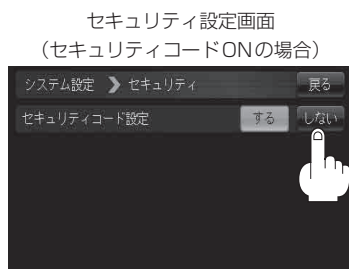 セキュリティ設定画面
（セキュリティコードONの場合）
システム設定 》 セキュリティ 戻る
セキュリティコード設定 する しない